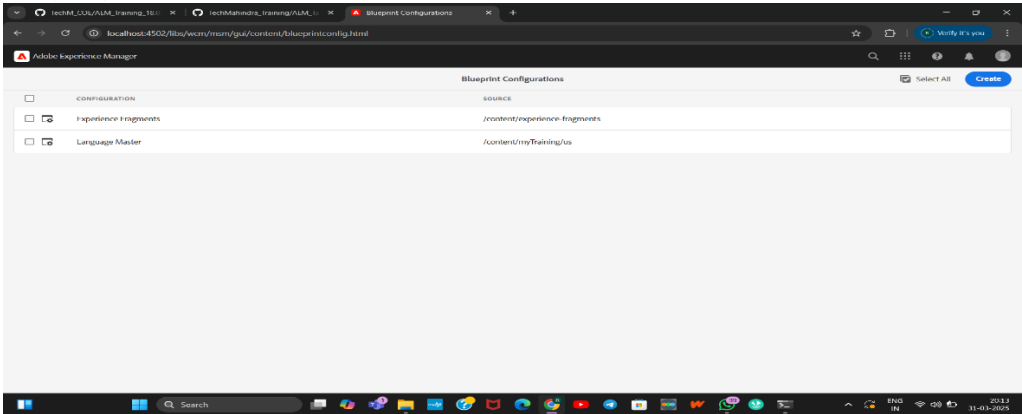 TechM_COE/ALM_Training_18.0
TechMahindra_Training/ALM_Tr
Blueprint Configurations
localhost:4502/libs/wcm/msm/gui/content/blueprintconfig.html
Verify it's you
Adobe Experience Manager
Blueprint Configurations
Select All
Create
CONFIGURATION SOURCE
Experience Fragments /content/experience-fragments
Language Master /content/myTraining/us
Search
ENG
IN
20:13
31-03-2025